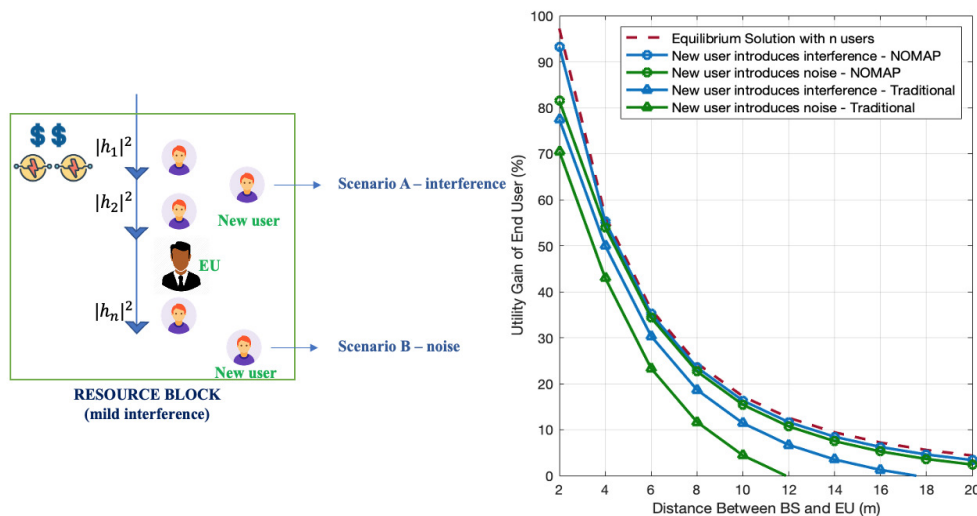 $ $
|h₁|²
Scenario A – interference
|h₂|²
New user
EU
|hₙ|²
Scenario B – noise
New user
RESOURCE BLOCK
(mild interference)
100
90
80
70
60
50
40
30
20
10
0
Utility Gain of End User (%)
Equilibrium Solution with n users
New user introduces interference - NOMAP
New user introduces noise - NOMAP
New user introduces interference - Traditional
New user introduces noise - Traditional
2 4 6 8 10 12 14 16 18 20
Distance Between BS and EU (m)